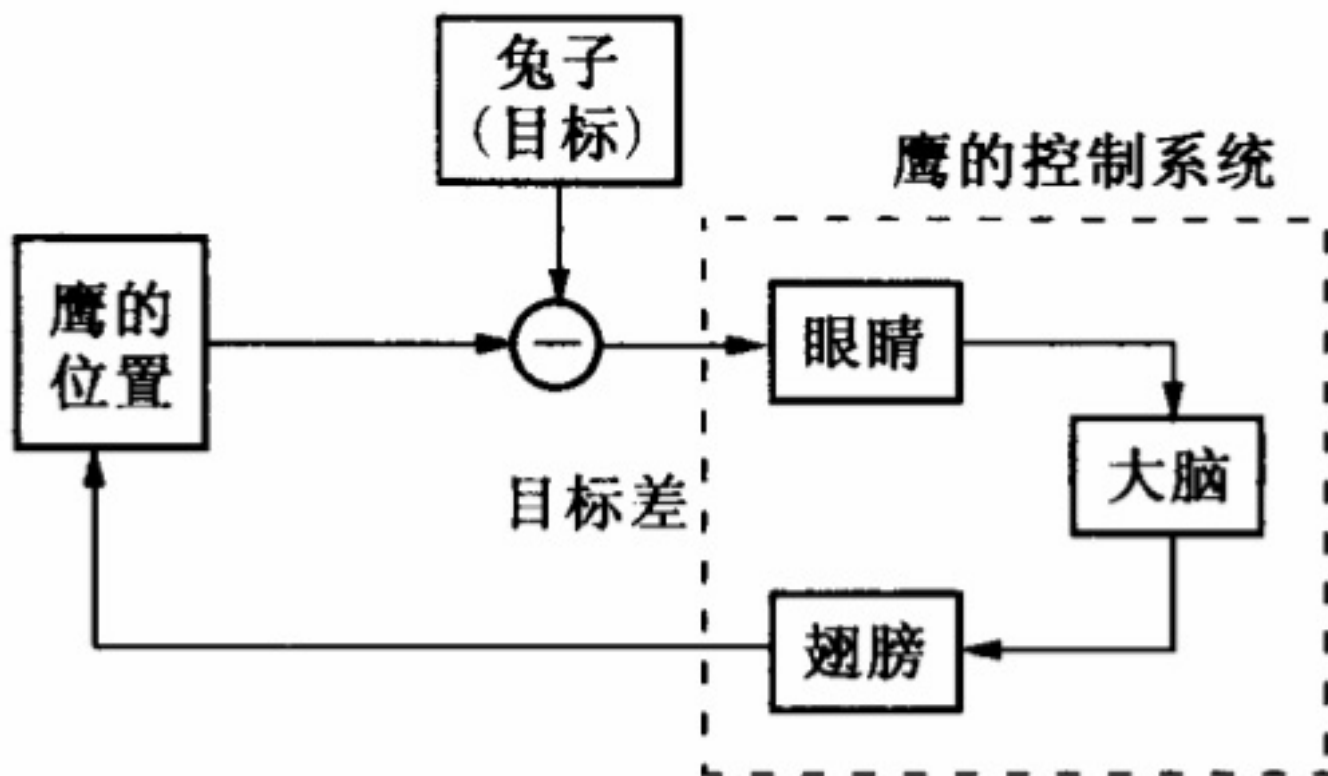 兔子
(目标)
鹰的控制系统
鹰的
位置
眼睛
大脑
目标差
翅膀